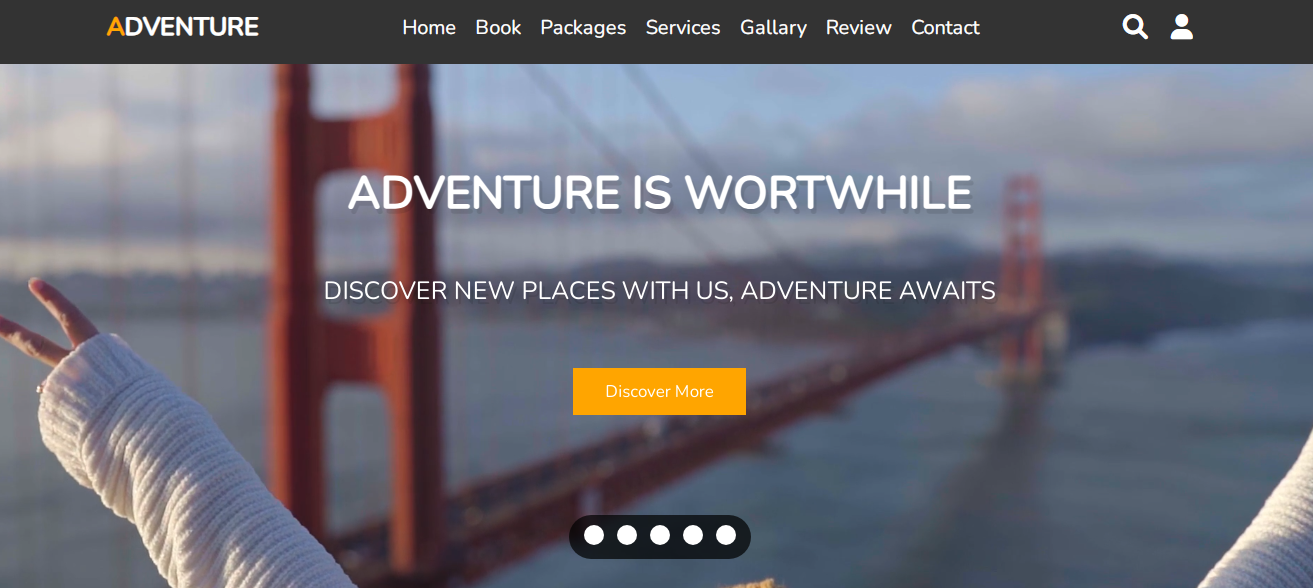 ADVENTURE
Home Book Packages Services Gallary Review Contact
ADVENTURE IS WORTWHILE
DISCOVER NEW PLACES WITH US, ADVENTURE AWAITS
Discover More